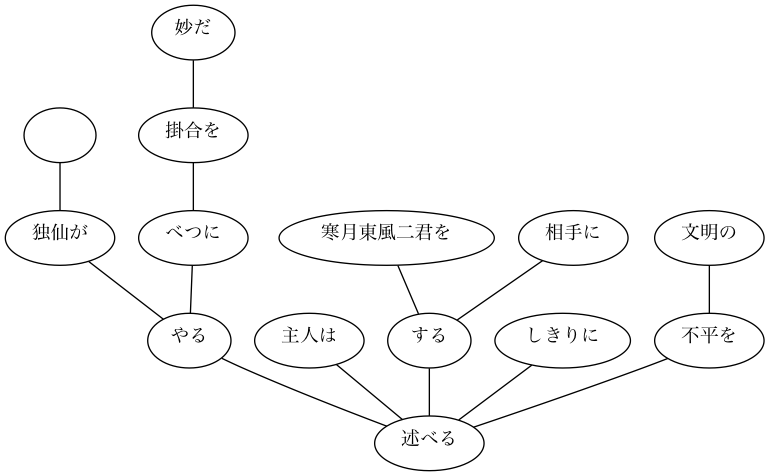 妙だ
掛合を
独仙が
べつに
寒月東風二君を
相手に
文明の
やる
主人は
する
しきりに
不平を
述べる